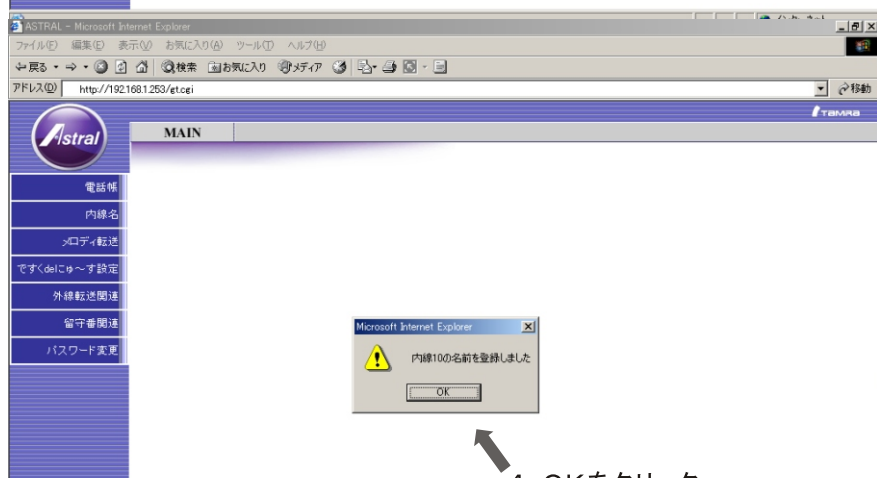 ASTRAL - Microsoft Internet Explorer
ファイル(F) 編集(E) 表示(V) お気に入り(A) ツール(T) ヘルプ(H)
戻る 検索 お気に入り メディア
アドレス(D) http://192.168.1.253/et.cgi 移動
TAMRA
Astral
MAIN
電話帳
内線名
メロディ転送
ですくdelにゅ～す設定
外線転送関連
留守番関連
パスワード変更
Microsoft Internet Explorer
内線10の名前を登録しました
OK
OKをクリック